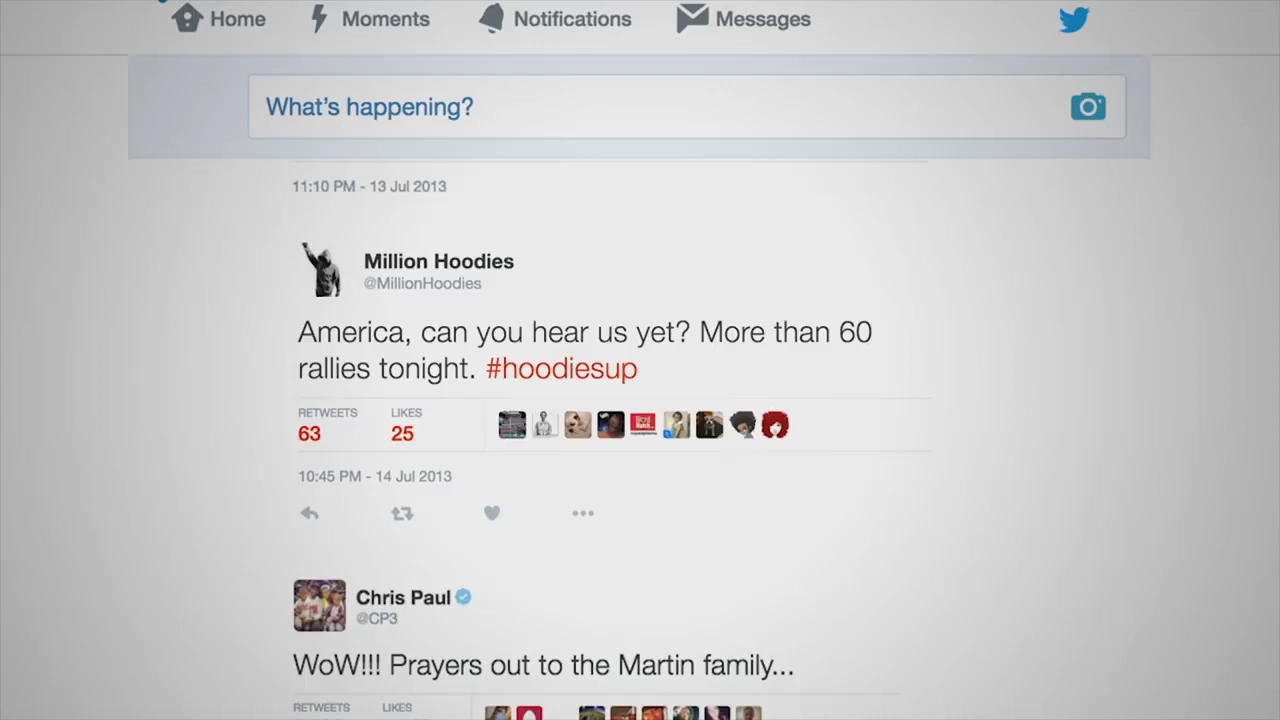 Home Moments Notifications Messages
What's happening?
11:10 PM - 13 Jul 2013
Million Hoodies
@MillionHoodies
America, can you hear us yet? More than 60
rallies tonight. #hoodiesup
RETWEETS LIKES
63 25
10:45 PM - 14 Jul 2013
Chris Paul
@CP3
WoW!!! Prayers out to the Martin family...
RETWEETS LIKES